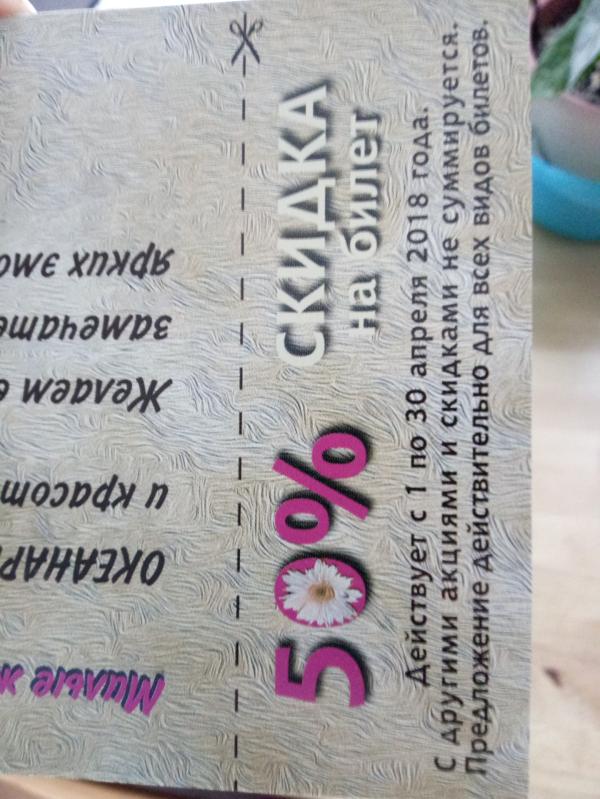 50% СКИДКА
на билет
Действует с 1 по 30 апреля 2018 года.
С другими акциями и скидками не суммируется.
Предложение действительно для всех видов билетов.
Милые
ОКЕАНАР
и красот
Желаем
замечате
ярких эмо